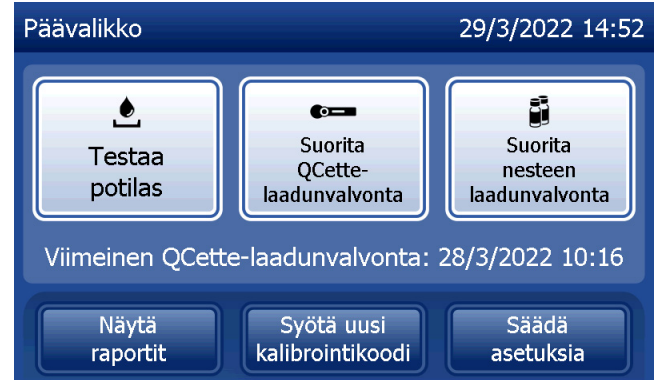 Päävalikko 29/3/2022 14:52
Testaa
potilas
Suorita
QCette-
laadunvalvonta
Suorita
nesteen
laadunvalvonta
Viimeinen QCette-laadunvalvonta: 28/3/2022 10:16
Näytä
raportit
Syötä uusi
kalibrointikoodi
Säädä
asetuksia